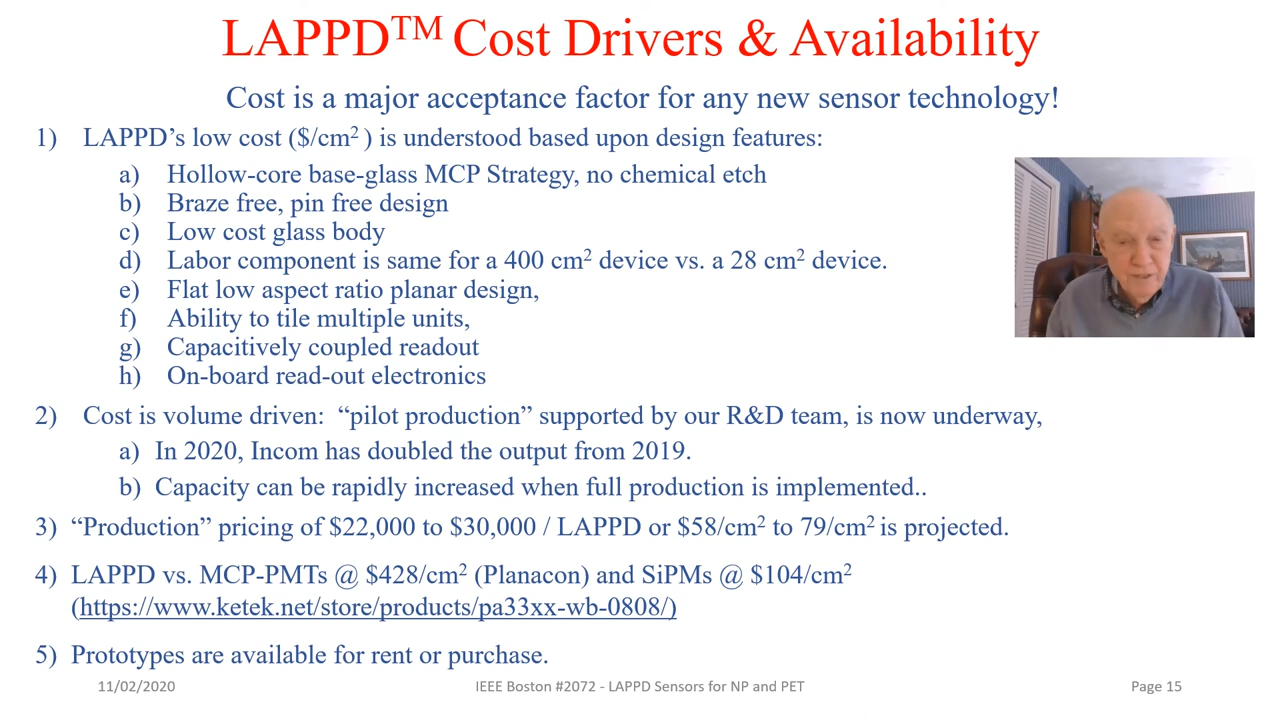 LAPPD™ Cost Drivers & Availability
Cost is a major acceptance factor for any new sensor technology!
1) LAPPD’s low cost ($/cm² ) is understood based upon design features:
a) Hollow-core base-glass MCP Strategy, no chemical etch
b) Braze free, pin free design
c) Low cost glass body
d) Labor component is same for a 400 cm² device vs. a 28 cm² device.
e) Flat low aspect ratio planar design,
f) Ability to tile multiple units,
g) Capacitively coupled readout
h) On-board read-out electronics
2) Cost is volume driven: “pilot production” supported by our R&D team, is now underway,
a) In 2020, Incom has doubled the output from 2019.
b) Capacity can be rapidly increased when full production is implemented..
3) “Production” pricing of $22,000 to $30,000 / LAPPD or $58/cm² to 79/cm² is projected.
4) LAPPD vs. MCP-PMTs @ $428/cm² (Planacon) and SiPMs @ $104/cm²
(https://www.ketek.net/store/products/pa33xx-wb-0808/)
5) Prototypes are available for rent or purchase.
11/02/2020 IEEE Boston #2072 - LAPPD Sensors for NP and PET Page 15